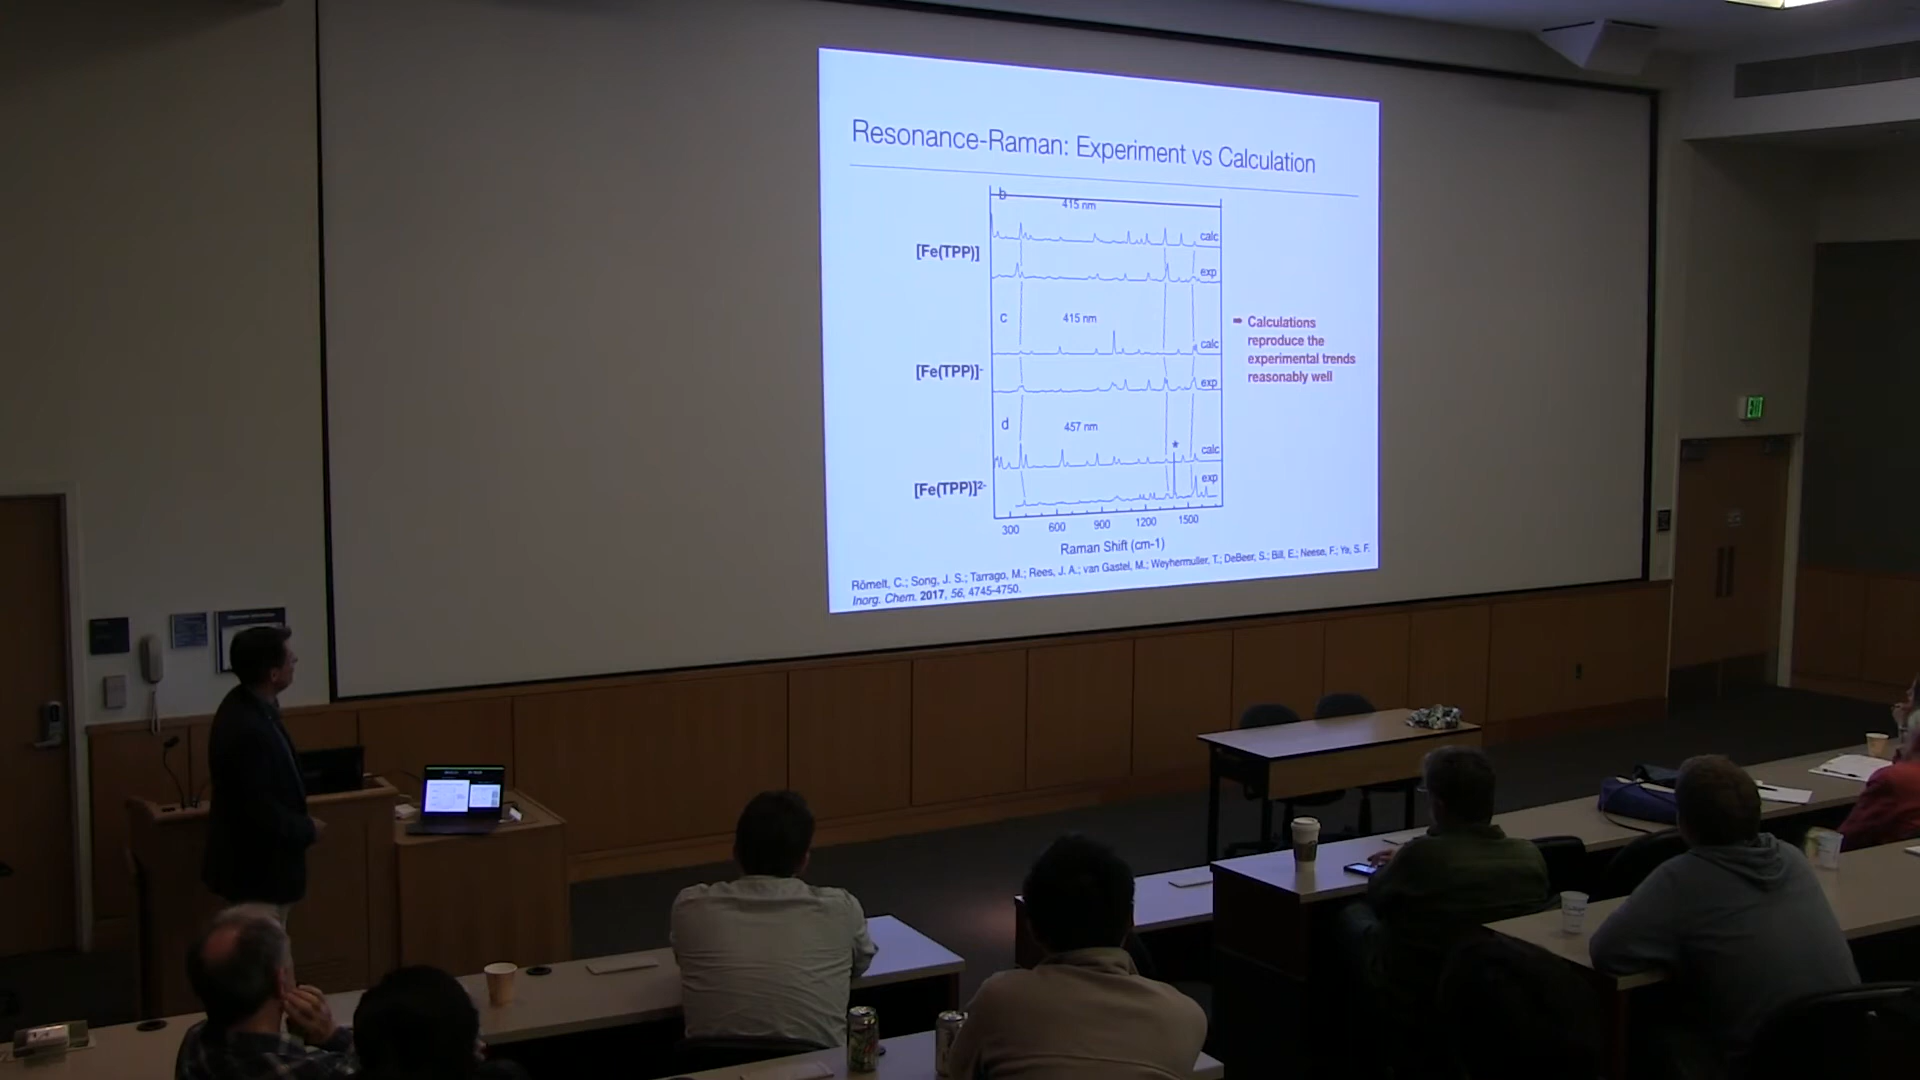 Resonance-Raman: Experiment vs Calculation
b
415 nm
calc
[Fe(TPP)]
exp
c
415 nm
calc
[Fe(TPP)]-
exp
d
457 nm
*
calc
exp
[Fe(TPP)]2-
300 600 900 1200 1500
Raman Shift (cm-1)
Calculations
reproduce the
experimental trends
reasonably well
Römelt, C.; Song, J. S.; Tarrago, M.; Rees, J. A.; van Gastel, M.; Weyhermuller, T.; DeBeer, S.; Bill, E.; Neese, F.; Ye, S. F.
Inorg. Chem. 2017, 56, 4745-4750.
EXIT